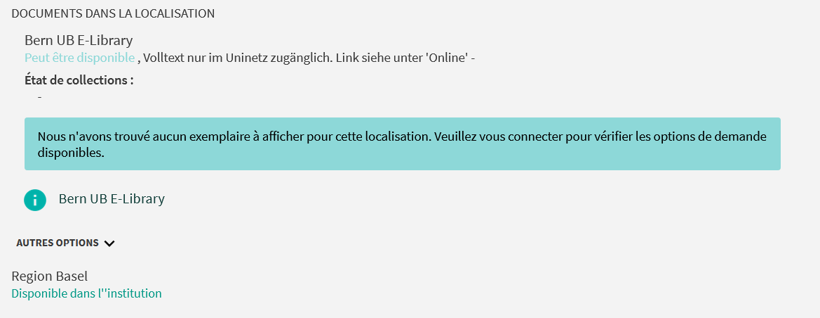 DOCUMENTS DANS LA LOCALISATION
Bern UB E-Library
Peut être disponible , Volltext nur im Uninetz zugänglich. Link siehe unter 'Online' -
État de collections :
-
Nous n'avons trouvé aucun exemplaire à afficher pour cette localisation. Veuillez vous connecter pour vérifier les options de demande
disponibles.
Bern UB E-Library
AUTRES OPTIONS
Region Basel
Disponible dans l''institution